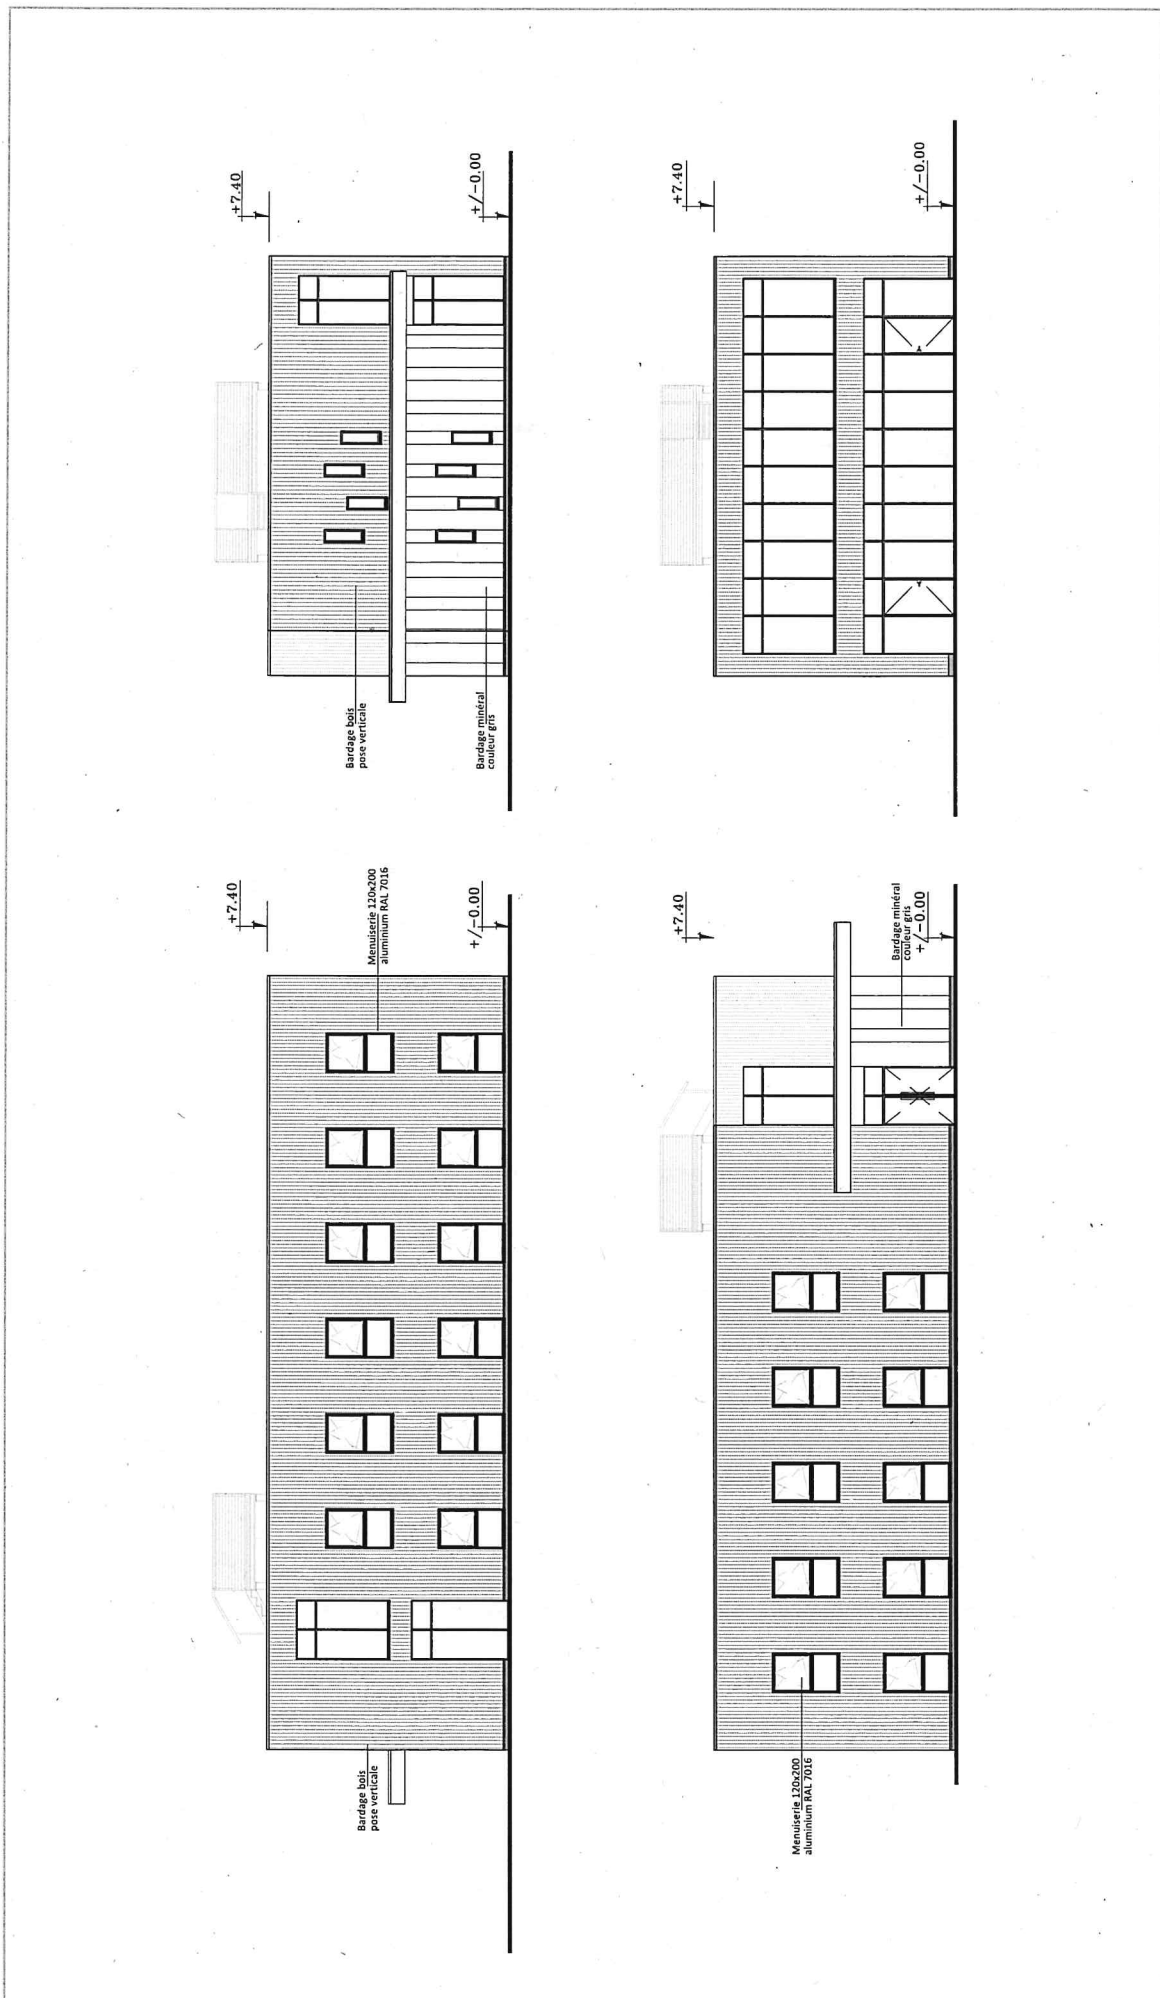 +7.40
+/-0.00
Menuiserie 120x200
aluminium RAL 7016
Bardage bois
pose verticale
+7.40
+/-0.00
Bardage bois
pose verticale
Bardage minéral
couleur gris
+7.40
+/-0.00
Bardage minéral
couleur gris
Menuiserie 120x200
aluminium RAL 7016
+7.40
+/-0.00